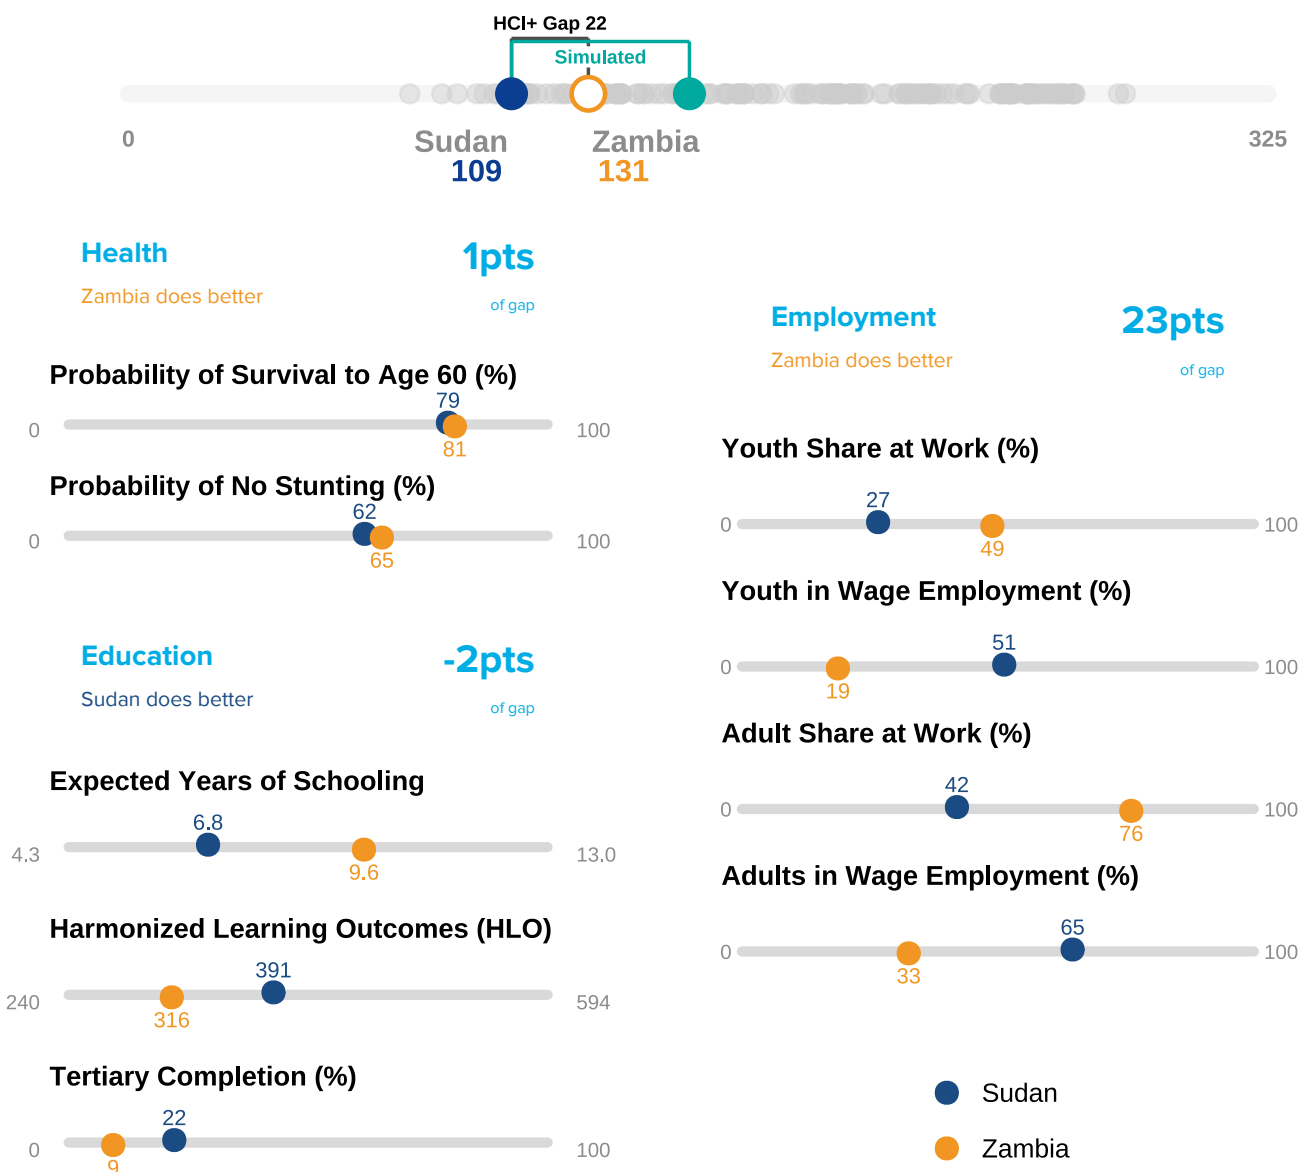 HCI+ Gap 22
Simulated
0
325
Sudan
109
Zambia
131
Health
1pts
Zambia does better
of gap
Probability of Survival to Age 60 (%)
79
0
100
81
Probability of No Stunting (%)
62
0
100
65
Education
-2pts
Sudan does better
of gap
Expected Years of Schooling
6.8
4.3
13.0
9.6
Harmonized Learning Outcomes (HLO)
391
240
594
316
Tertiary Completion (%)
22
0
100
9
Employment
23pts
Zambia does better
of gap
Youth Share at Work (%)
27
0
100
49
Youth in Wage Employment (%)
51
0
100
19
Adult Share at Work (%)
42
0
100
76
Adults in Wage Employment (%)
65
0
100
33
Sudan
Zambia